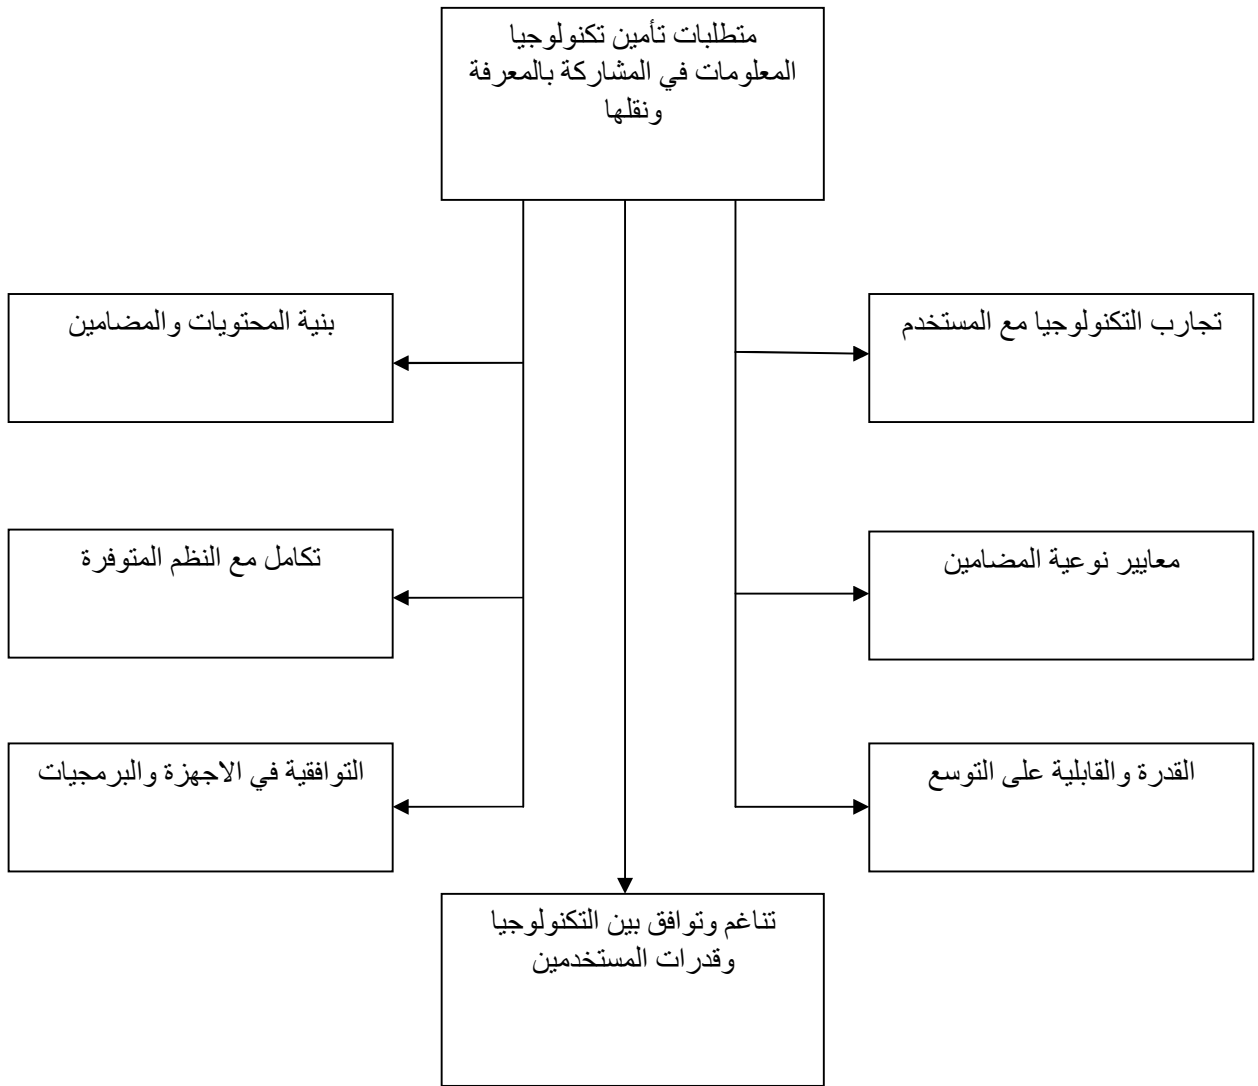 متطلبات تأمين تكنولوجيا
المعلومات في المشاركة بالمعرفة
ونقلها
تجارب التكنولوجيا مع المستخدم
بنية المحتويات والمضامين
معايير نوعية المضامين
تكامل مع النظم المتوفرة
القدرة والقابلية على التوسع
التوافقية في الاجهزة والبرمجيات
تناغم وتوافق بين التكنولوجيا
وقدرات المستخدمين